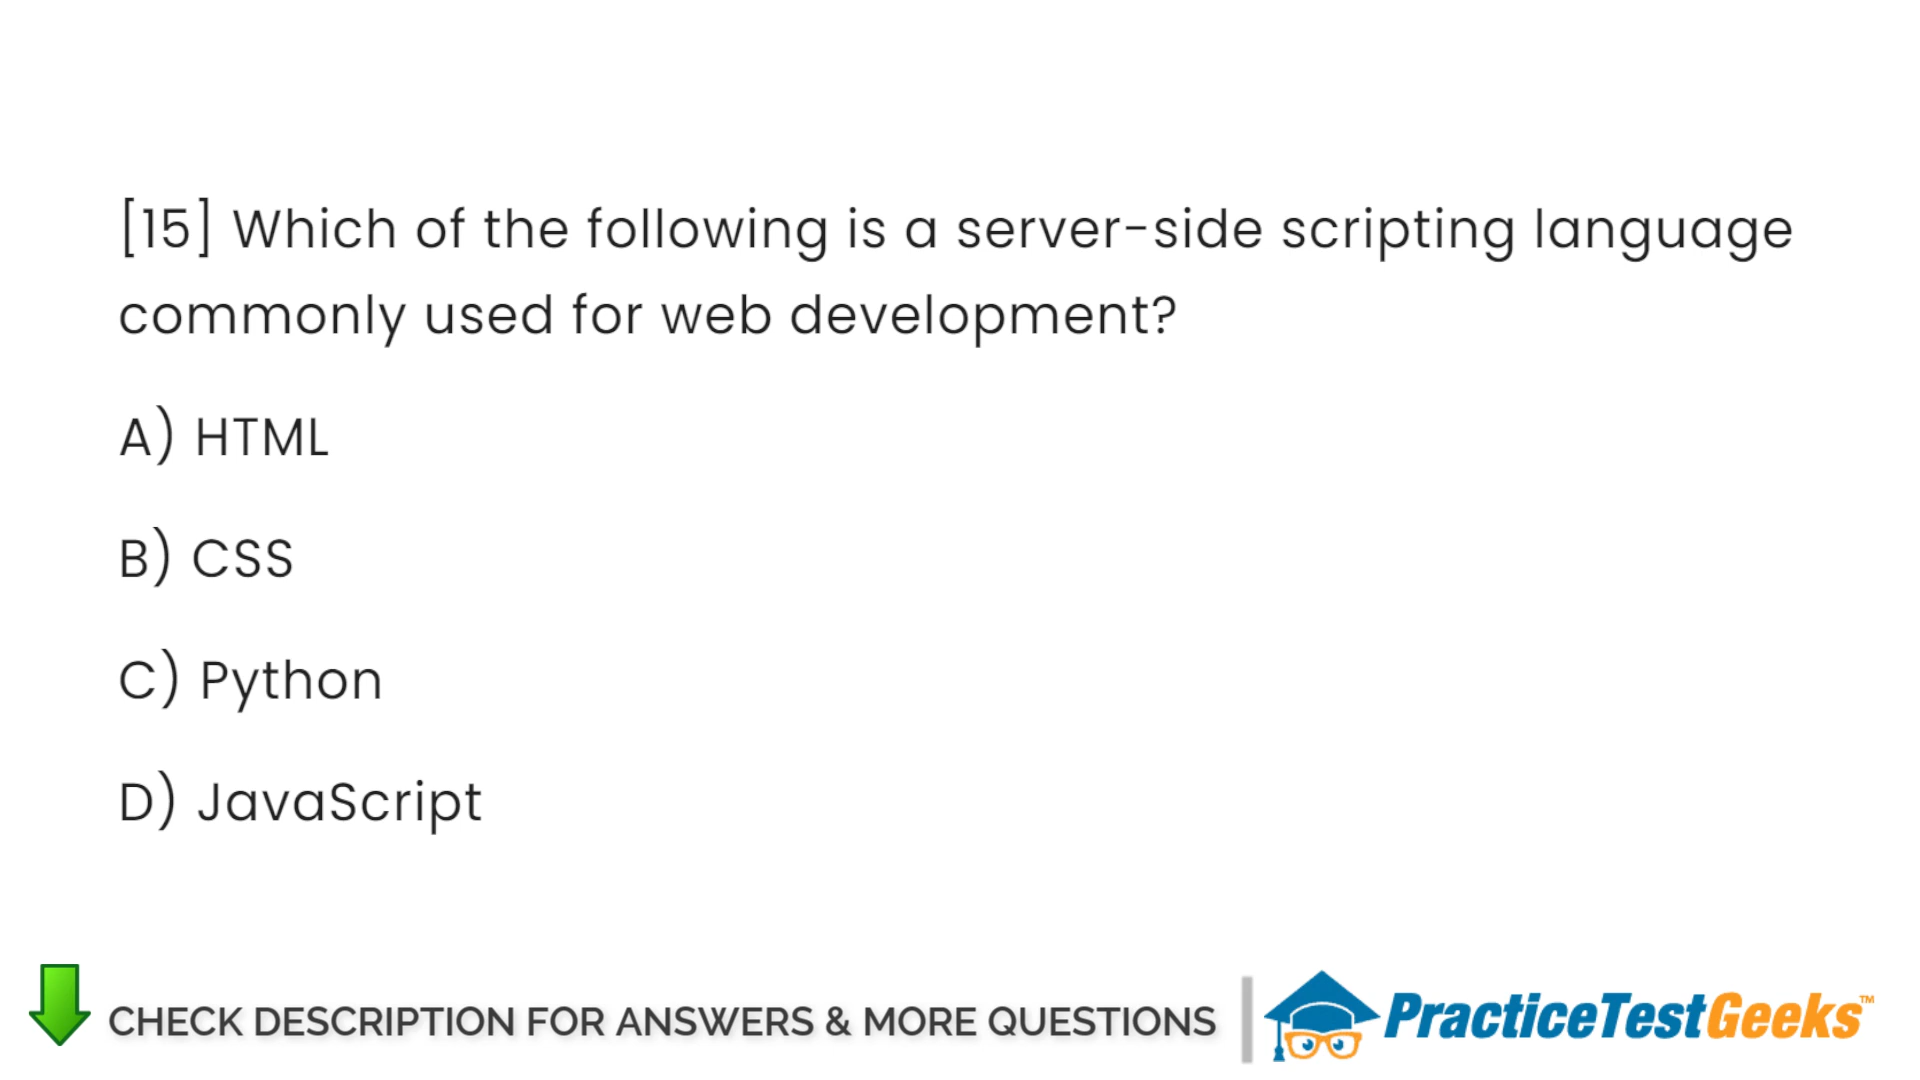 [15] Which of the following is a server-side scripting language
commonly used for web development?
A) HTML
B) CSS
C) Python
D) JavaScript
CHECK DESCRIPTION FOR ANSWERS & MORE QUESTIONS
PracticeTestGeeks™